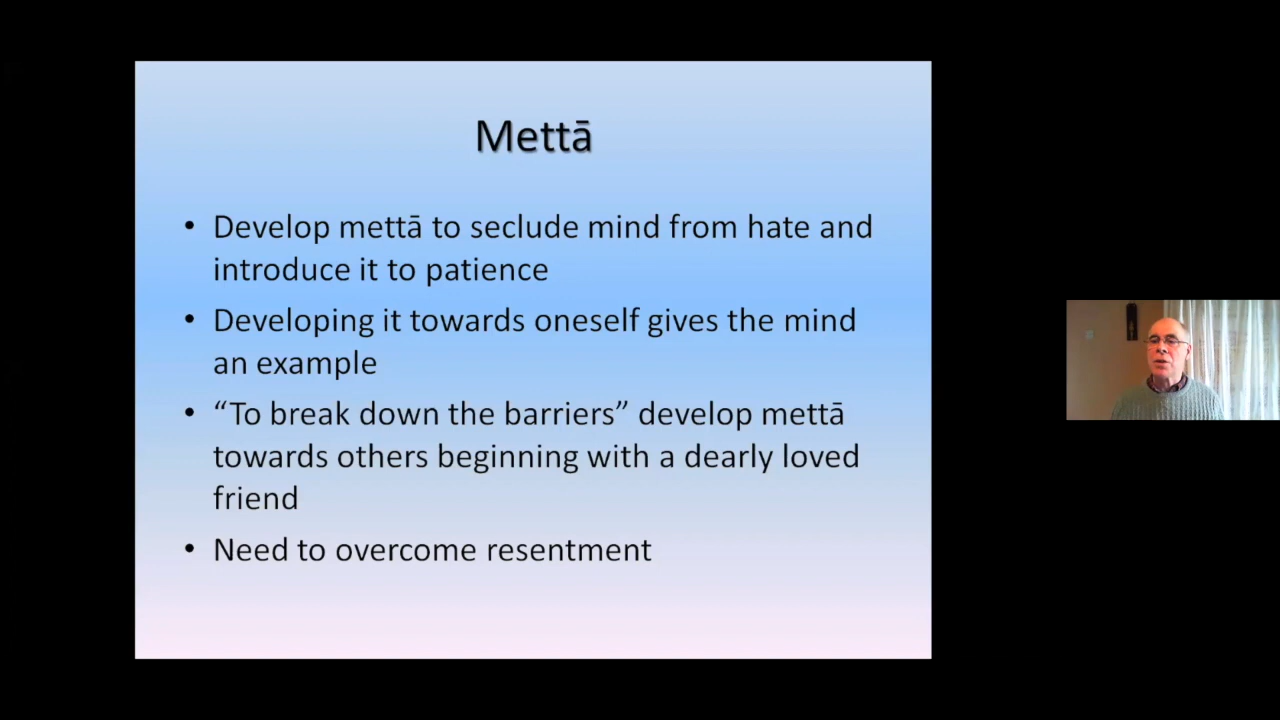 Mettā
• Develop mettā to seclude mind from hate and
introduce it to patience
• Developing it towards oneself gives the mind
an example
• “To break down the barriers” develop mettā
towards others beginning with a dearly loved
friend
• Need to overcome resentment